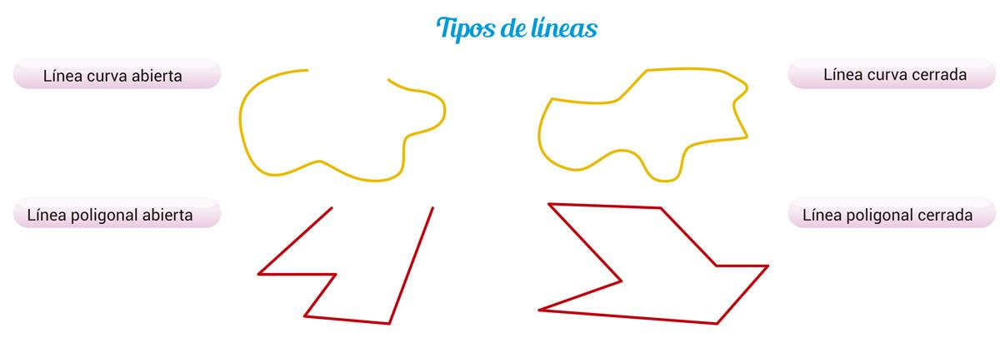 Tipos de líneas
Línea curva abierta
Línea curva cerrada
Línea poligonal abierta
Línea poligonal cerrada